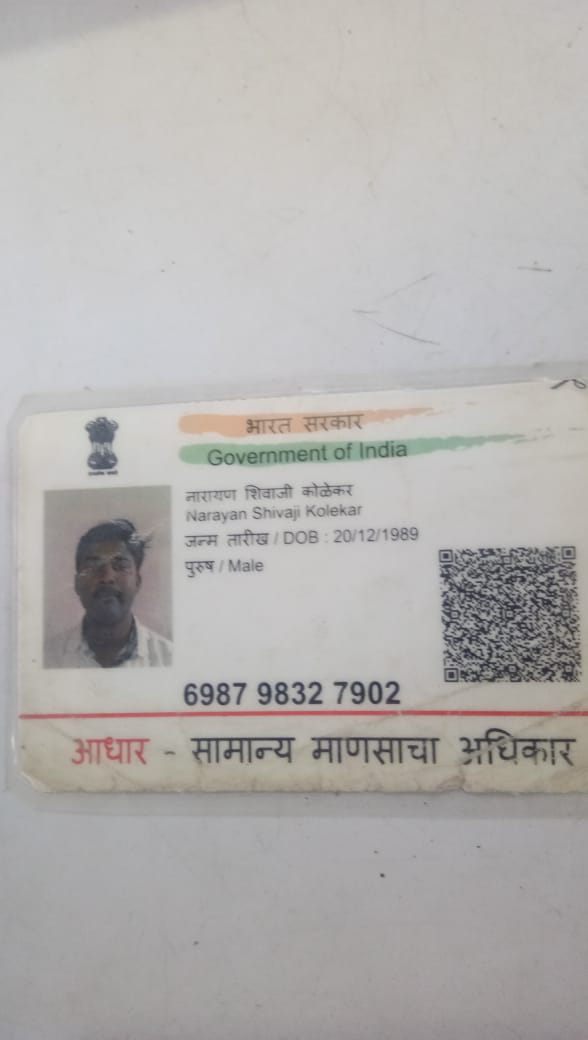 भारत सरकार
Government of India
नारायण शिवाजी कोळेकर
Narayan Shivaji Kolekar
जन्म तारीख / DOB : 20/12/1989
पुरुष / Male
6987 9832 7902
आधार - सामान्य माणसाचा अधिकार